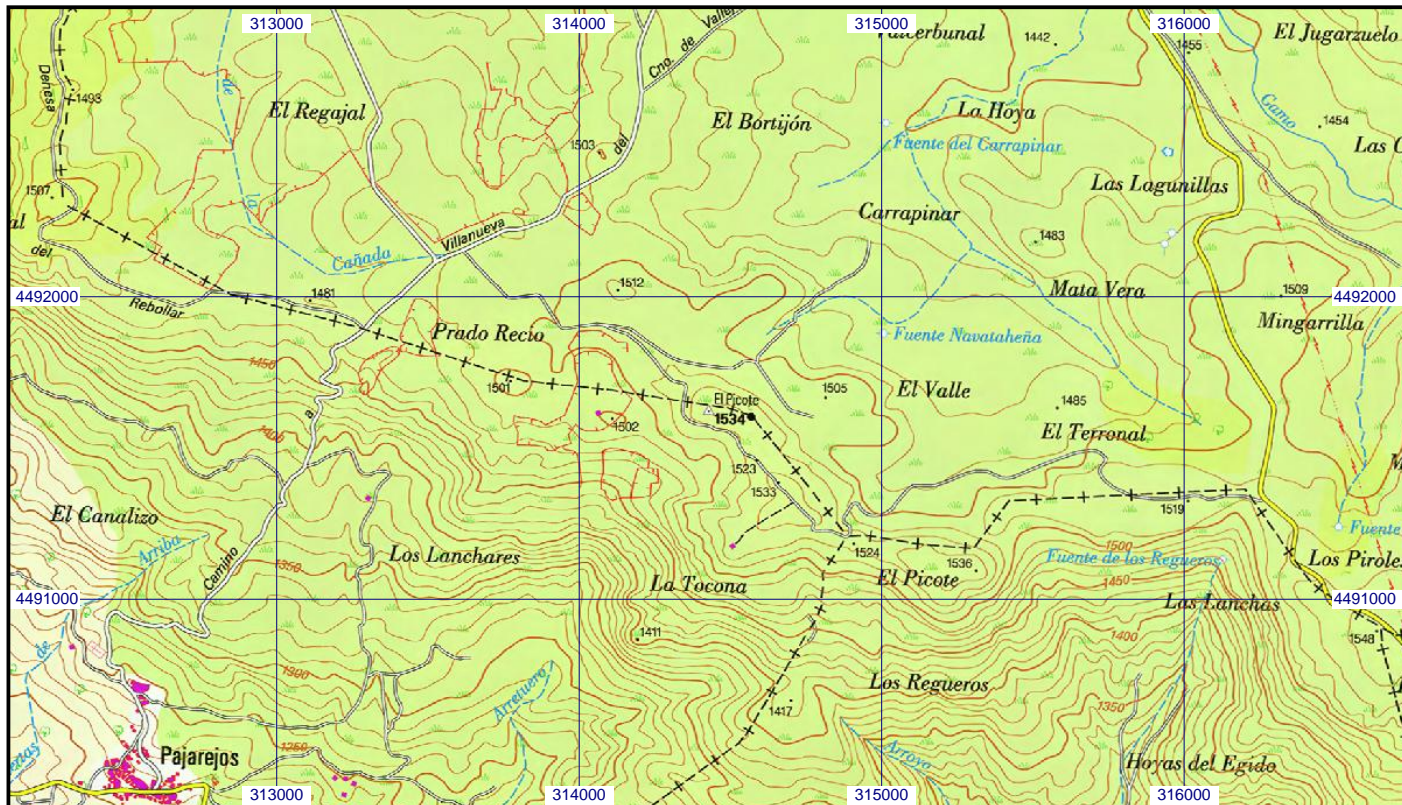 313000
314000
315000
316000
El Jugarzuelo
1442
1455
Cno. de
Dehesa
de
1493
El Regajal
El Bortijón
La Hoya
Gamo
1454
1503
del
Fuente del Carrapinar
Las Lagunillas
1507
la
Villanueva
Carrapinar
1483
al
del
Cañada
1512
Mata Vera
1509
4492000
4492000
1481
Rebollar
Prado Recio
Fuente Navataheña
Mingarrilla
1450
1501
El Picote
1534
1505
El Valle
1485
a
1502
El Terronal
1400
1523
1533
1519
El Canalizo
Arriba
Camino
1350
Los Lanchares
1524
1536
El Picote
1500
Fuente de los Regueros
1450
Fuente
Los Piroles
La Tocona
4491000
4491000
Las Lanchas
1411
1400
1548
de
1300
Arretuero
Los Regueros
1417
1350
Pajarejos
1250
Arroyo
Hoyas del Egido
313000
314000
315000
316000